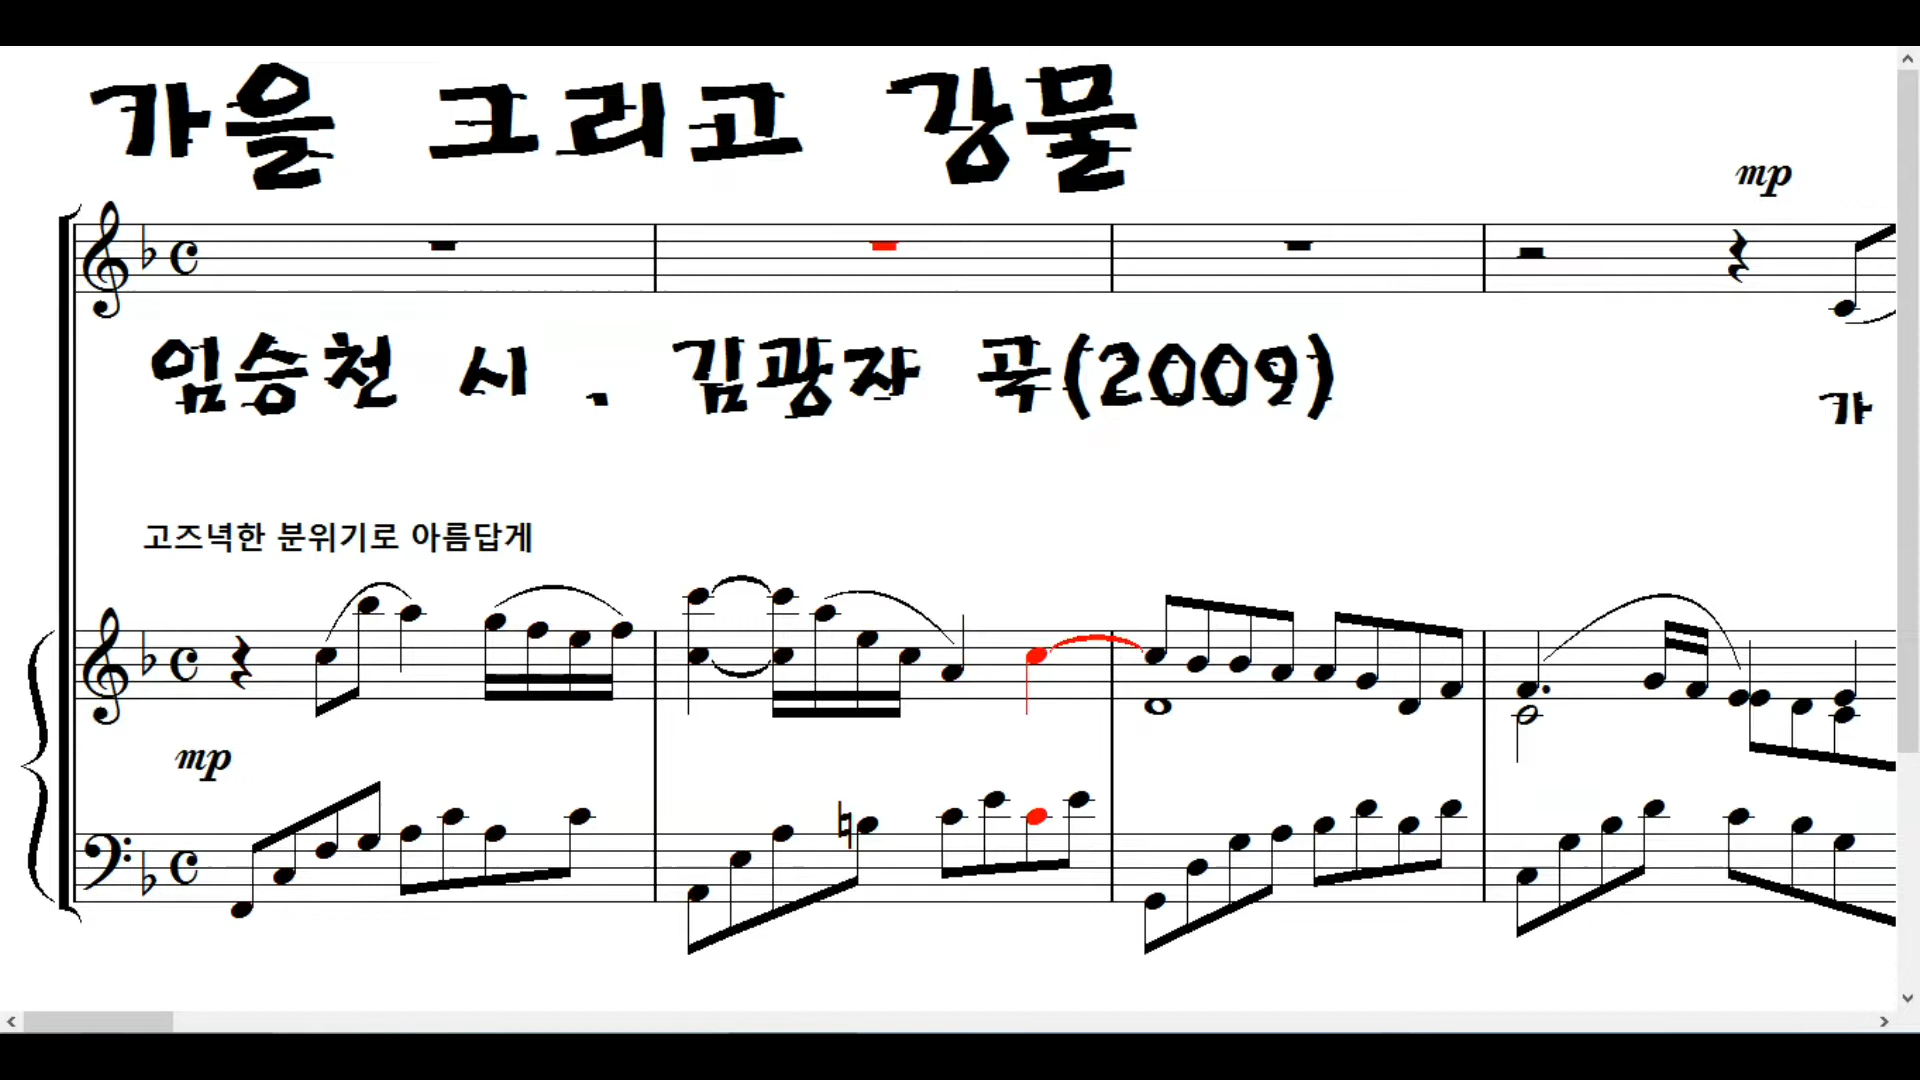 가을 그리고 강물
mp
임승천 시 . 김광자 곡(2009)
가
고즈넉한 분위기로 아름답게
mp